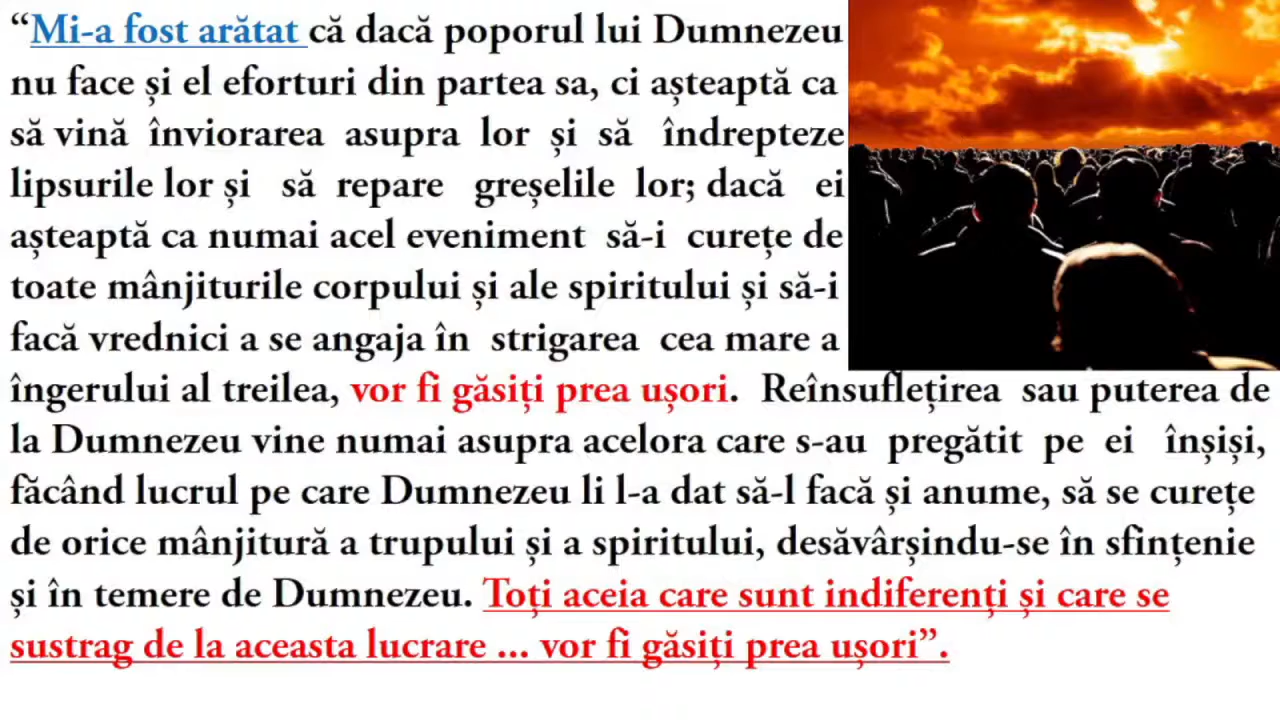 “Mi-a fost arătat că dacă poporul lui Dumnezeu
nu face și el eforturi din partea sa, ci așteaptă ca
să vină înviorarea asupra lor și să îndrepteze
lipsurile lor și să repare greșelile lor; dacă ei
așteaptă ca numai acel eveniment să-i curețe de
toate mânjiturile corpului și ale spiritului și să-i
facă vrednici a se angaja în strigarea cea mare a
îngerului al treilea, vor fi găsiți prea ușori. Reînsuflețirea sau puterea de
la Dumnezeu vine numai asupra acelora care s-au pregătit pe ei înșiși,
făcând lucrul pe care Dumnezeu li l-a dat să-l facă și anume, să se curețe
de orice mânjitură a trupului și a spiritului, desăvârșindu-se în sfințenie
și în temere de Dumnezeu. Toți aceia care sunt indiferenți și care se
sustrag de la aceasta lucrare ... vor fi găsiți prea ușori”.